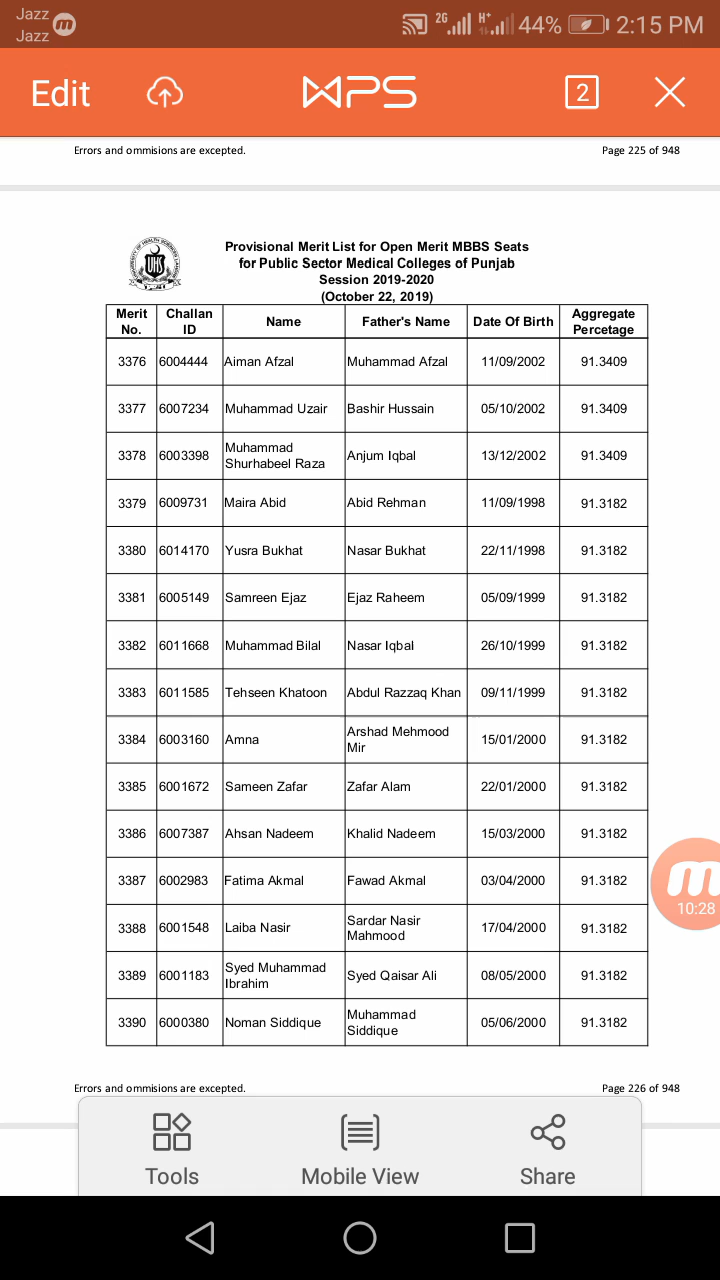 Jazz
Jazz
2G H+ 44% 2:15 PM
Edit WPS 2
Errors and ommisions are excepted. Page 225 of 948
UHS
Provisional Merit List for Open Merit MBBS Seats
for Public Sector Medical Colleges of Punjab
Session 2019-2020
(October 22, 2019)
Merit No. Challan ID Name Father's Name Date Of Birth Aggregate Percetage
3376 6004444 Aiman Afzal Muhammad Afzal 11/09/2002 91.3409
3377 6007234 Muhammad Uzair Bashir Hussain 05/10/2002 91.3409
3378 6003398 Muhammad Shurhabeel Raza Anjum Iqbal 13/12/2002 91.3409
3379 6009731 Maira Abid Abid Rehman 11/09/1998 91.3182
3380 6014170 Yusra Bukhat Nasar Bukhat 22/11/1998 91.3182
3381 6005149 Samreen Ejaz Ejaz Raheem 05/09/1999 91.3182
3382 6011668 Muhammad Bilal Nasar Iqbal 26/10/1999 91.3182
3383 6011585 Tehseen Khatoon Abdul Razzaq Khan 09/11/1999 91.3182
3384 6003160 Amna Arshad Mehmood Mir 15/01/2000 91.3182
3385 6001672 Sameen Zafar Zafar Alam 22/01/2000 91.3182
3386 6007387 Ahsan Nadeem Khalid Nadeem 15/03/2000 91.3182
3387 6002983 Fatima Akmal Fawad Akmal 03/04/2000 91.3182
3388 6001548 Laiba Nasir Sardar Nasir Mahmood 17/04/2000 91.3182
3389 6001183 Syed Muhammad Ibrahim Syed Qaisar Ali 08/05/2000 91.3182
3390 6000380 Noman Siddique Muhammad Siddique 05/06/2000 91.3182
10:28
Errors and ommisions are excepted. Page 226 of 948
Tools Mobile View Share